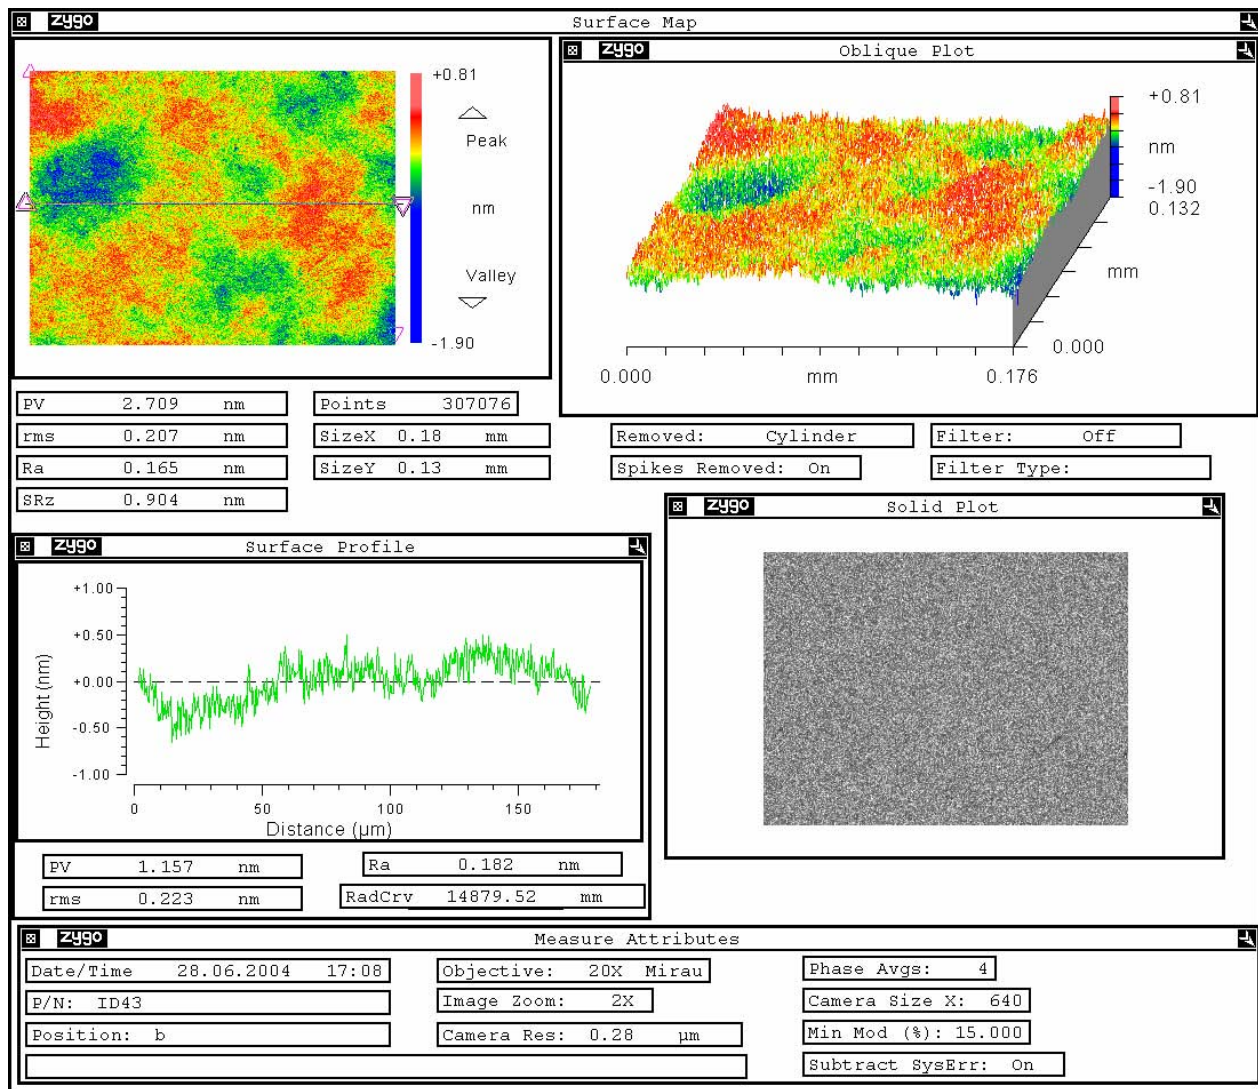 zygo Surface Map
+0.81
Peak
nm
Valley
-1.90
zygo Oblique Plot
+0.81
nm
-1.90
0.132
mm
0.000
0.000 mm 0.176
PV 2.709 nm
rms 0.207 nm
Ra 0.165 nm
SRz 0.904 nm
Points 307076
SizeX 0.18 mm
SizeY 0.13 mm
Removed: Cylinder
Spikes Removed: On
Filter: Off
Filter Type:
zygo Surface Profile
+1.00
+0.50
+0.00
-0.50
-1.00
Height (nm)
0 50 100 150
Distance (µm)
PV 1.157 nm
rms 0.223 nm
Ra 0.182 nm
RadCrv 14879.52 mm
zygo Solid Plot
zygo Measure Attributes
Date/Time 28.06.2004 17:08
P/N: ID43
Position: b
Objective: 20X Mirau
Image Zoom: 2X
Camera Res: 0.28 µm
Phase Avgs: 4
Camera Size X: 640
Min Mod (%): 15.000
Subtract SysErr: On